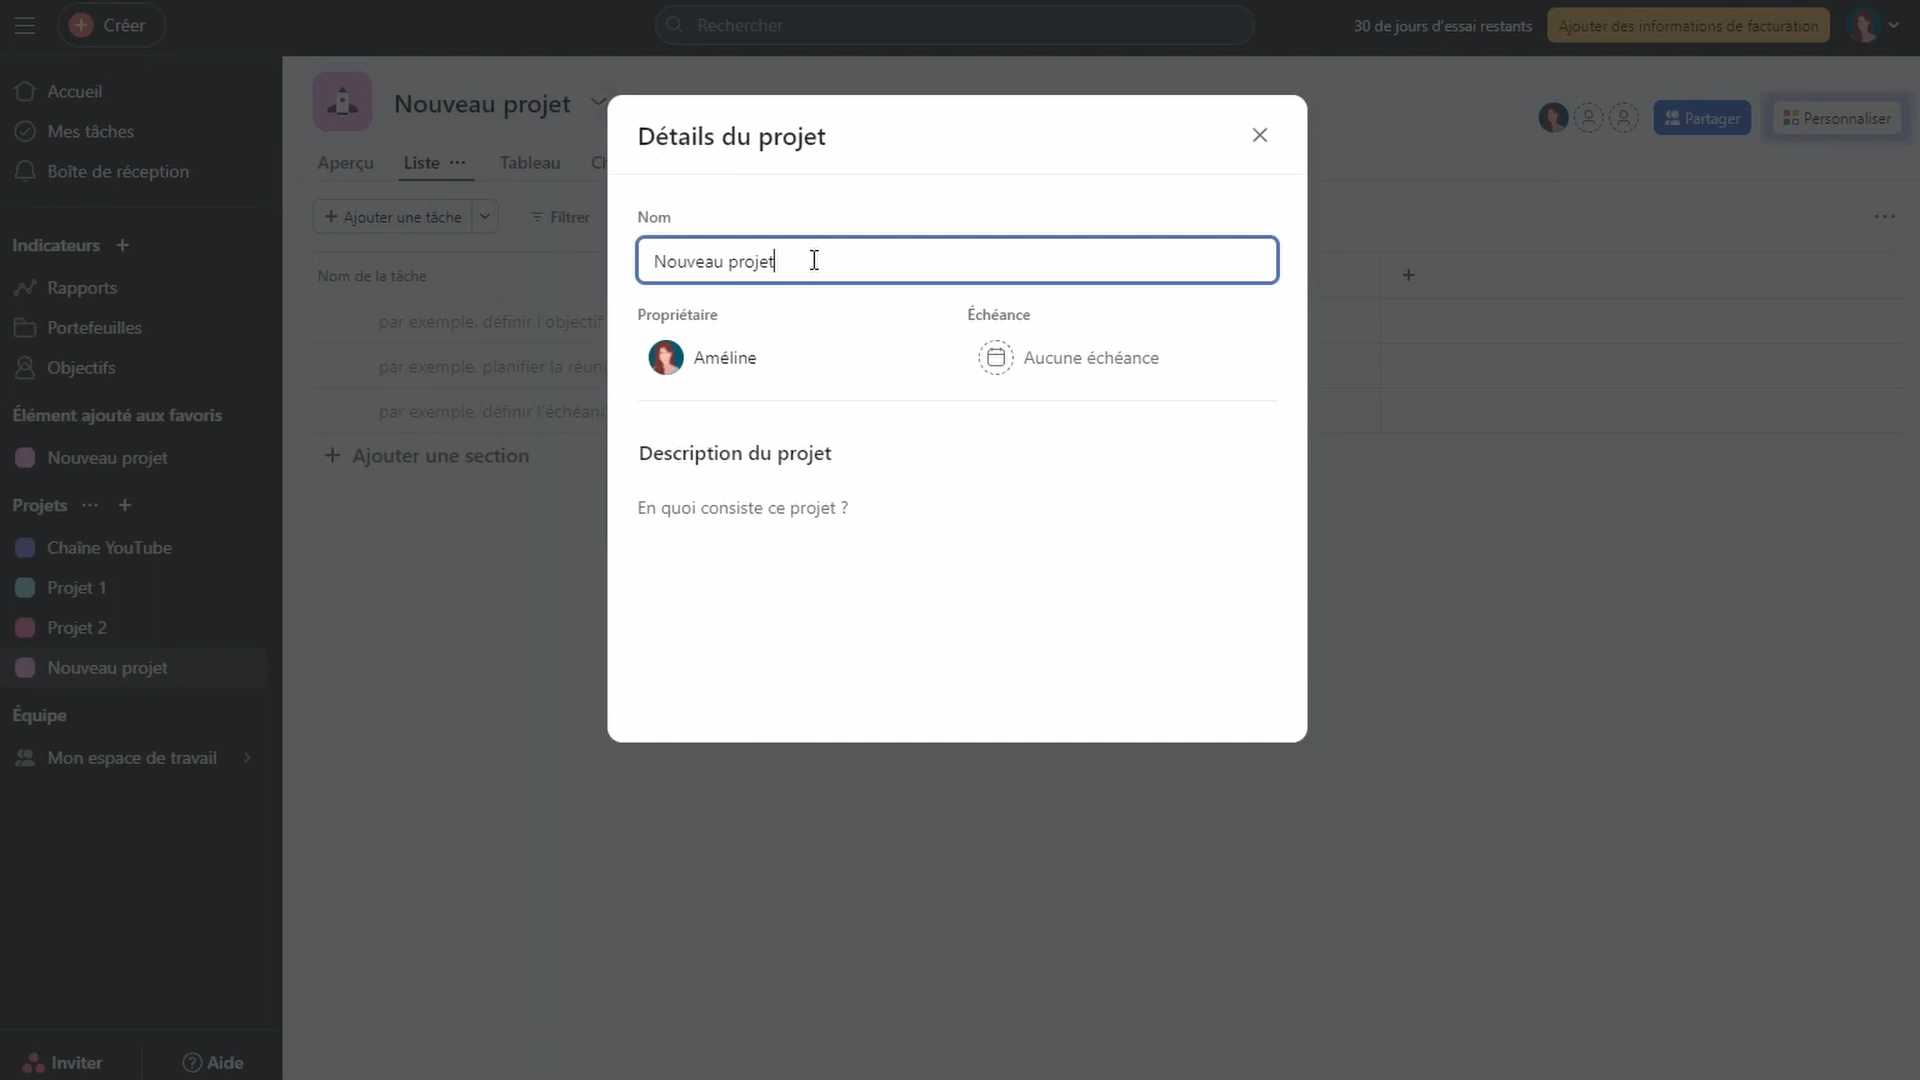 Créer
Rechercher
30 de jours d'essai restants
Ajouter des informations de facturation
Accueil
Mes tâches
Boîte de réception
Indicateurs
Rapports
Portefeuilles
Objectifs
Élément ajouté aux favoris
Nouveau projet
Projets
Chaîne YouTube
Projet 1
Projet 2
Nouveau projet
Équipe
Mon espace de travail
Inviter
Aide
Nouveau projet
Partager
Personnaliser
Aperçu
Liste
Tableau
Ajouter une tâche
Filtrer
Nom de la tâche
par exemple, définir l'objectif
par exemple, planifier la
par exemple, définir
Ajouter une section
Détails du projet
Nom
Nouveau projet
Propriétaire
Échéance
Améline
Aucune échéance
Description du projet
En quoi consiste ce projet ?